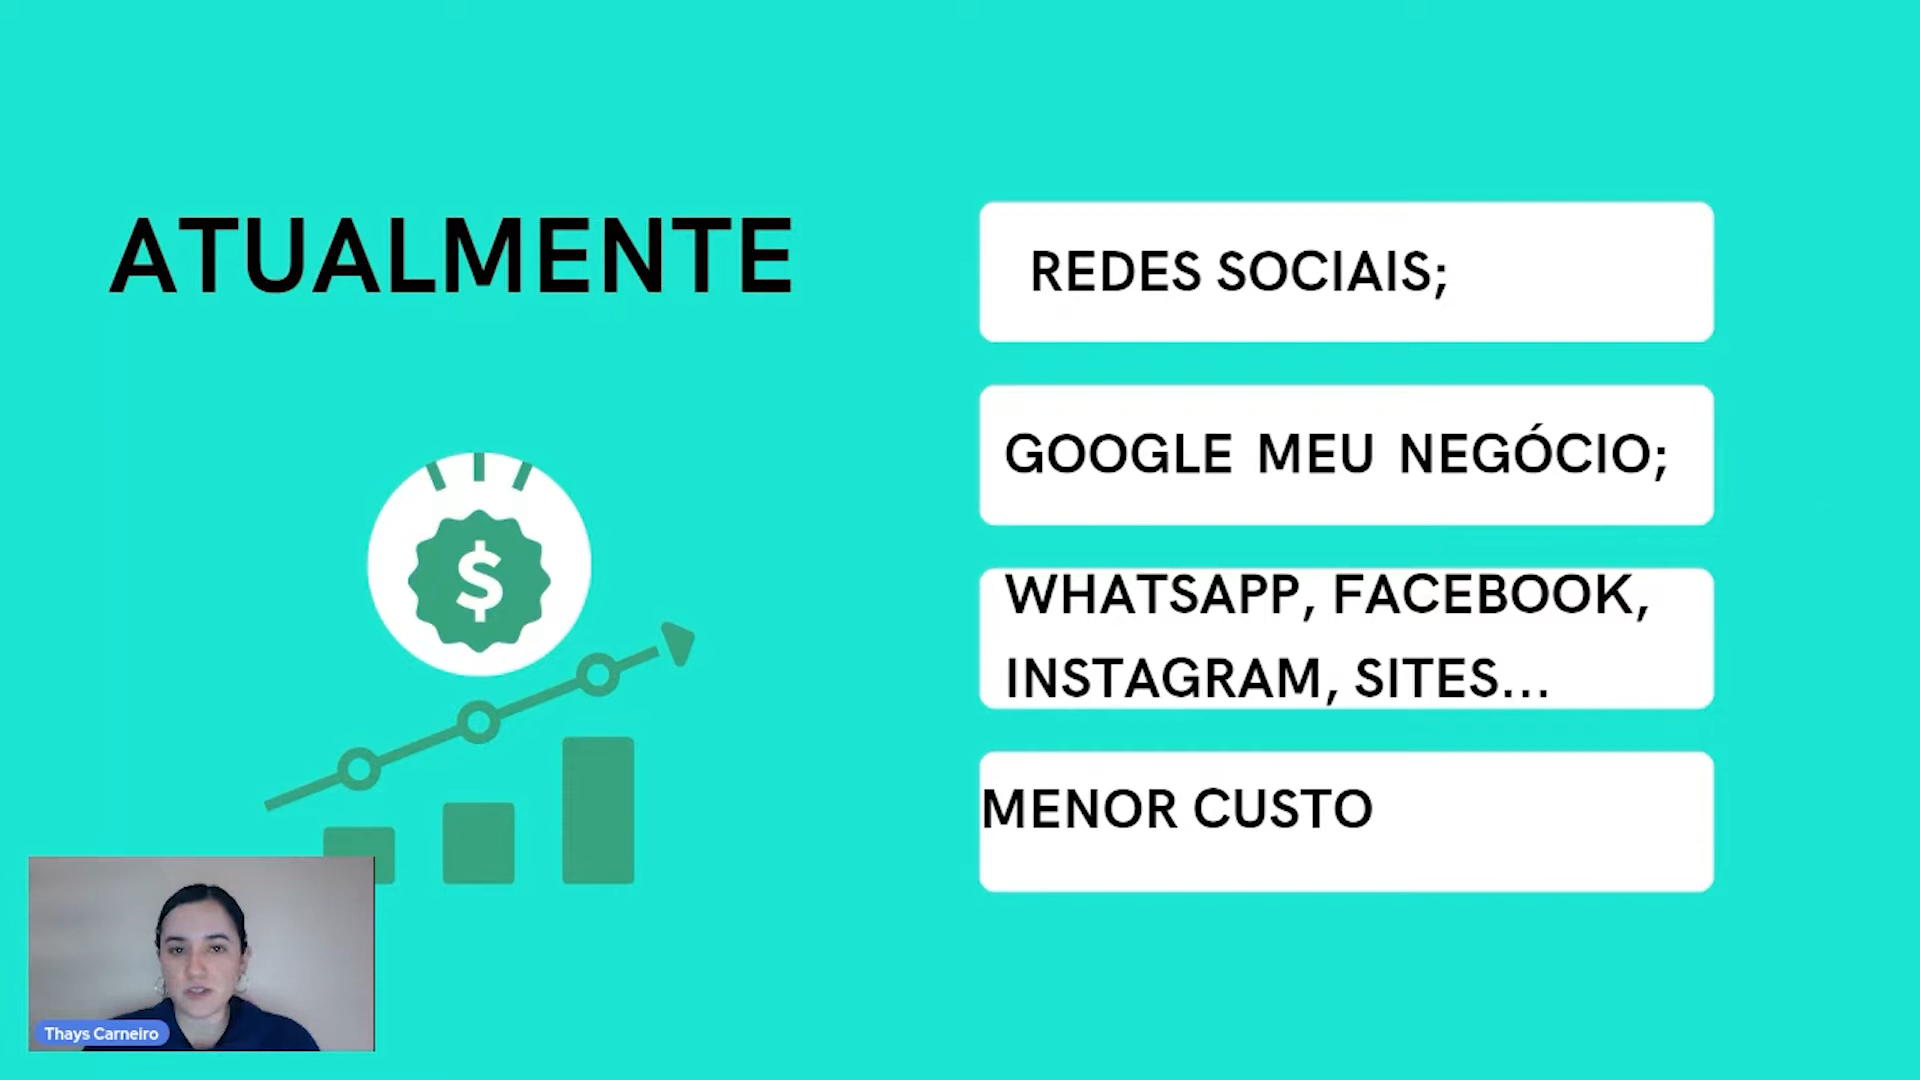 ATUALMENTE
REDES SOCIAIS;
GOOGLE MEU NEGÓCIO;
WHATSAPP, FACEBOOK,
INSTAGRAM, SITES...
MENOR CUSTO
$
Thays Carneiro